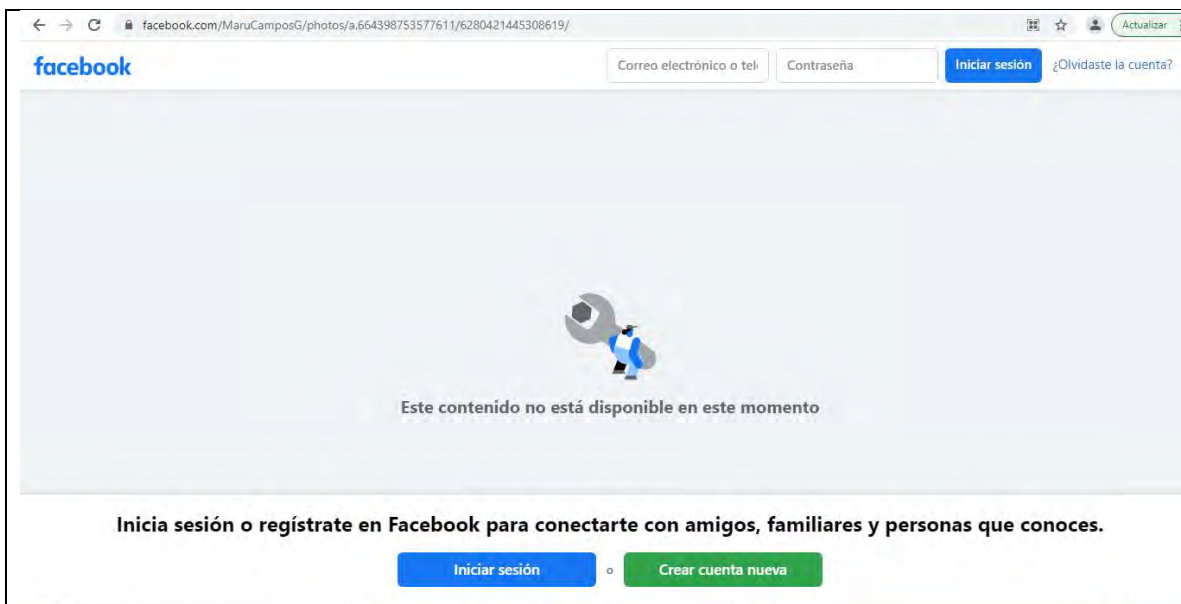 facebook.com/MaruCamposG/photos/a.664398753577611/6280421445308619/
Actualizar
facebook
Correo electrónico o tel
Contraseña
Iniciar sesión
¿Olvidaste la cuenta?
Este contenido no está disponible en este momento
Inicia sesión o regístrate en Facebook para conectarte con amigos, familiares y personas que conoces.
Iniciar sesión
o
Crear cuenta nueva